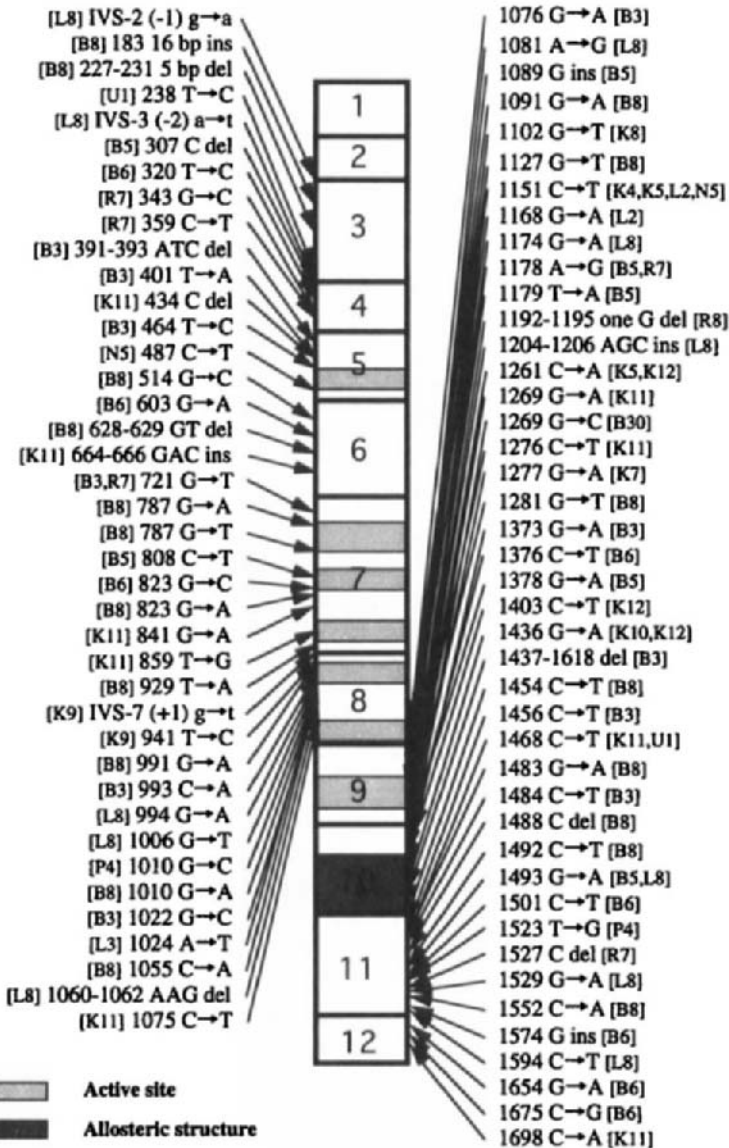 [L8] IVS-2 (-1) g→a
[B8] 183 16 bp ins
[B8] 227-231 5 bp del
[U1] 238 T→C
[L8] IVS-3 (-2) a→t
[B5] 307 C del
[B6] 320 T→C
[R7] 343 G→C
[R7] 359 C→T
[B3] 391-393 ATC del
[B3] 401 T→A
[K11] 434 C del
[B3] 464 T→C
[N5] 487 C→T
[B8] 514 G→C
[B6] 603 G→A
[B8] 628-629 GT del
[K11] 664-666 GAC ins
[B3,R7] 721 G→T
[B8] 787 G→A
[B8] 787 G→T
[B5] 808 C→T
[B6] 823 G→C
[B8] 823 G→A
[K11] 841 G→A
[K11] 859 T→G
[B8] 929 T→A
[K9] IVS-7 (+1) g→t
[K9] 941 T→C
[B8] 991 G→A
[B3] 993 C→A
[L8] 994 G→A
[L8] 1006 G→T
[P4] 1010 G→C
[B8] 1010 G→A
[B3] 1022 G→C
[L3] 1024 A→T
[B8] 1055 C→A
[L8] 1060-1062 AAG del
[K11] 1075 C→T
1
2
3
4
5
6
7
8
9
10
11
12
1076 G→A [B3]
1081 A→G [L8]
1089 G ins [B5]
1091 G→A [B8]
1102 G→T [K8]
1127 G→T [B8]
1151 C→T [K4,K5,L2,N5]
1168 G→A [L2]
1174 G→A [L8]
1178 A→G [B5,R7]
1179 T→A [B5]
1192-1195 one G del [R8]
1204-1206 AGC ins [L8]
1261 C→A [K5,K12]
1269 G→A [K11]
1269 G→C [B30]
1276 C→T [K11]
1277 G→A [K7]
1281 G→T [B8]
1373 G→A [B3]
1376 C→T [B6]
1378 G→A [B5]
1403 C→T [K12]
1436 G→A [K10,K12]
1437-1618 del [B3]
1454 C→T [B8]
1456 C→T [B3]
1468 C→T [K11,U1]
1483 G→A [B8]
1484 C→T [B3]
1488 C del [B8]
1492 C→T [B8]
1493 G→A [B5,L8]
1501 C→T [B6]
1523 T→G [P4]
1527 C del [R7]
1529 G→A [L8]
1552 C→A [B8]
1574 G ins [B6]
1594 C→T [L8]
1654 G→A [B6]
1675 C→G [B6]
1698 C→A [K11]
Active site
Allosteric structure